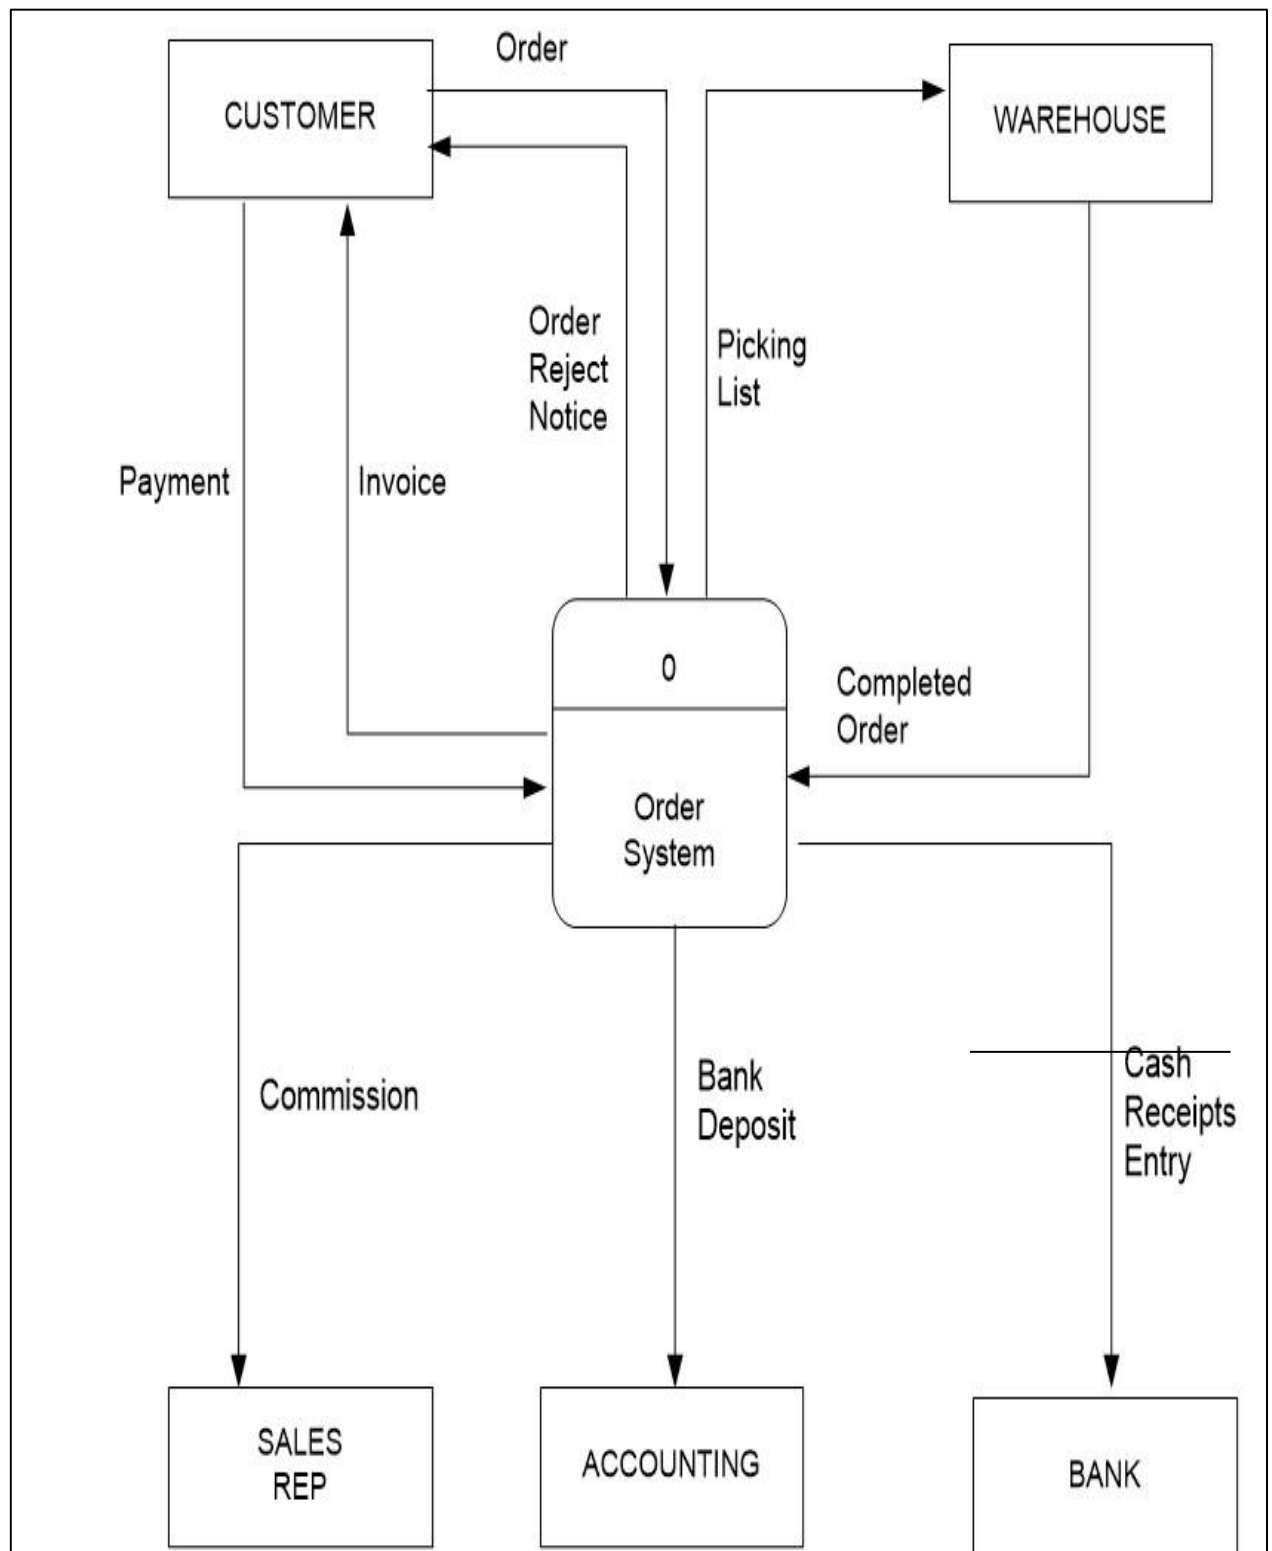 Order
CUSTOMER
WAREHOUSE
Order
Reject
Notice
Picking
List
Payment
Invoice
0
Completed
Order
Order
System
Commission
Bank
Deposit
Cash
Receipts
Entry
SALES
REP
ACCOUNTING
BANK